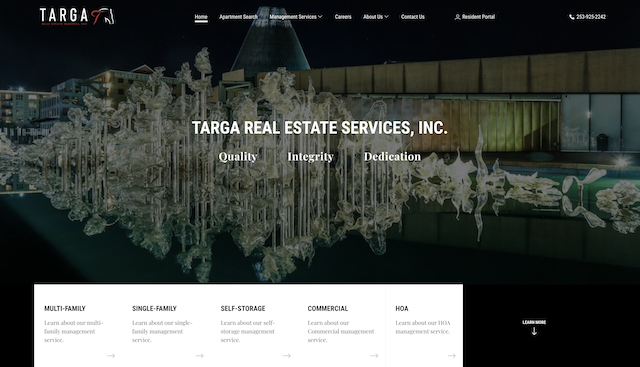 TARGA
Home Apartment Search Management Services Careers About Us Contact Us Resident Portal 253-925-2242
TARGA REAL ESTATE SERVICES, INC.
Quality Integrity Dedication
MULTI-FAMILY
Learn about our multi-
family management
service.
SINGLE-FAMILY
Learn about our single-
family management
service.
SELF-STORAGE
Learn about our self-
storage management
service.
COMMERCIAL
Learn about our
Commercial management
service.
HOA
Learn about our HOA
management service.
LEARN MORE